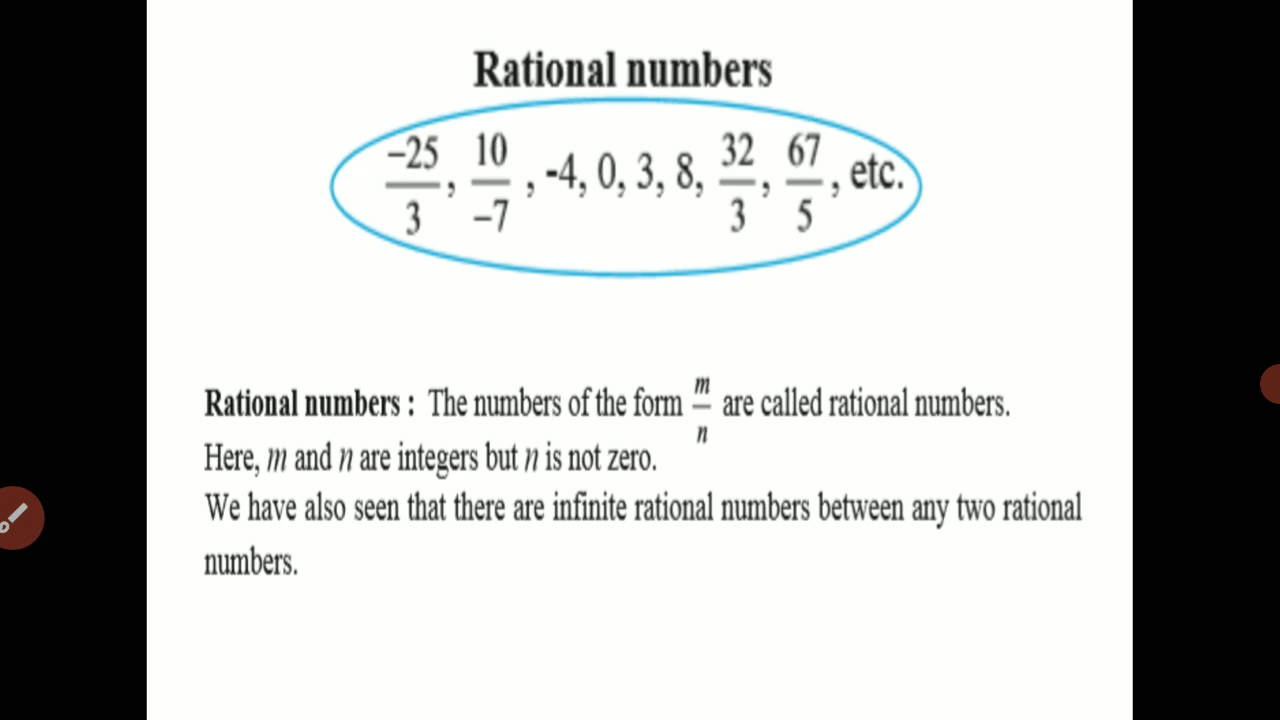 Rational numbers
−25/3, 10/−7, -4, 0, 3, 8, 32/3, 67/5, etc.
Rational numbers : The numbers of the form m/n are called rational numbers.
Here, m and n are integers but n is not zero.
We have also seen that there are infinite rational numbers between any two rational
numbers.